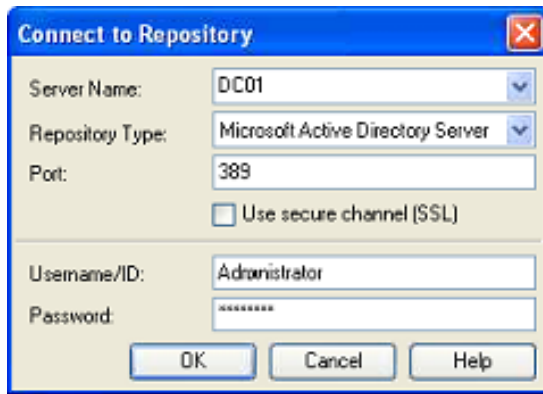 Connect to Repository
Server Name: DC01
Repository Type: Microsoft Active Directory Server
Port: 389
Use secure channel (SSL)
Username/ID: Administrator
Password: ********
OK Cancel Help